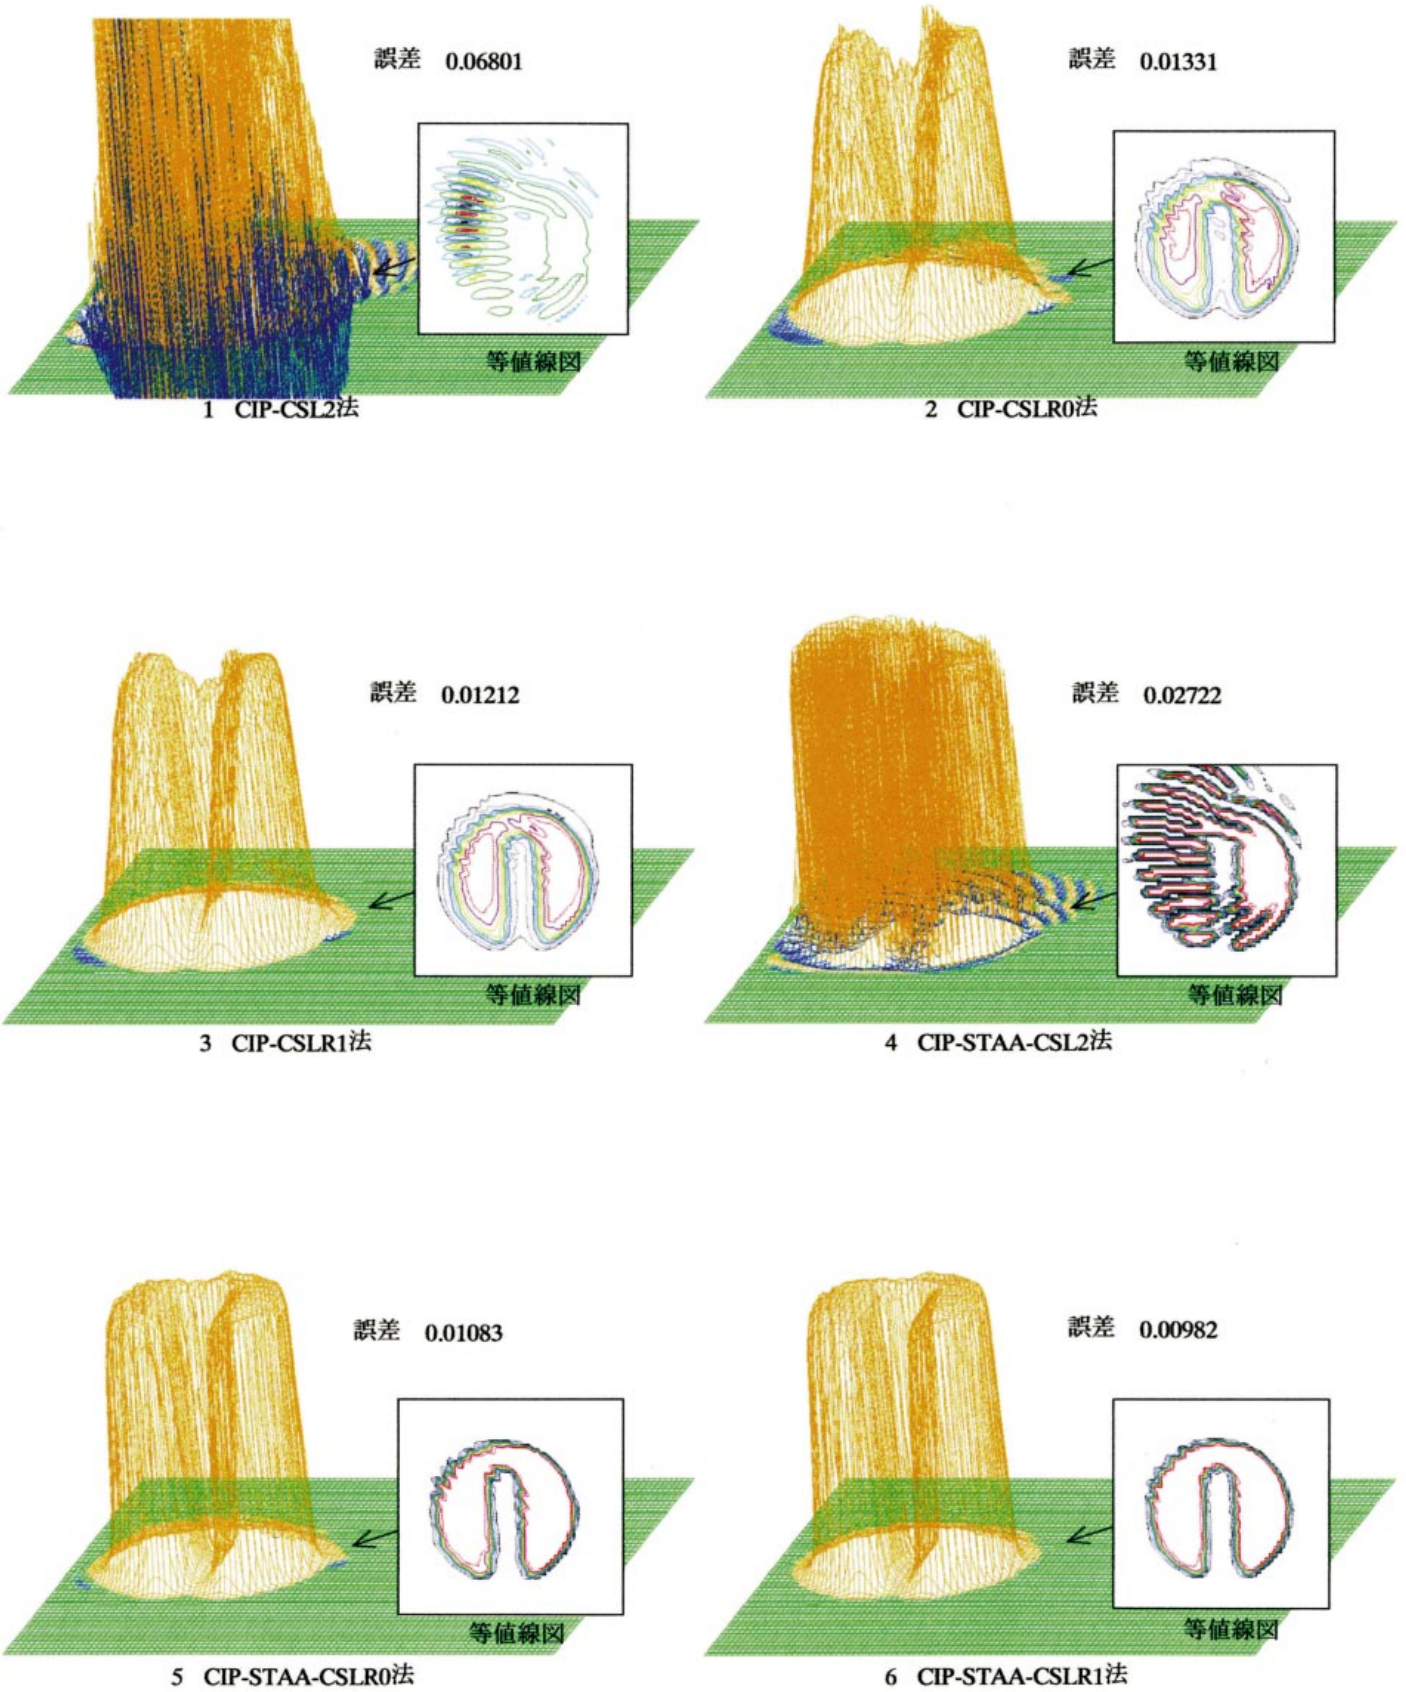 誤差 0.06801
等値線図
1 CIP-CSL2法
誤差 0.01331
等値線図
2 CIP-CSLR0法
誤差 0.01212
等値線図
3 CIP-CSLR1法
誤差 0.02722
等値線図
4 CIP-STAA-CSL2法
誤差 0.01083
等値線図
5 CIP-STAA-CSLR0法
誤差 0.00982
等値線図
6 CIP-STAA-CSLR1法